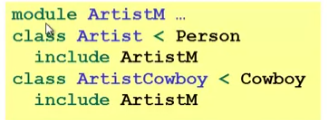 module ArtistM ...
class Artist < Person
include ArtistM
class ArtistCowboy < Cowboy
include ArtistM